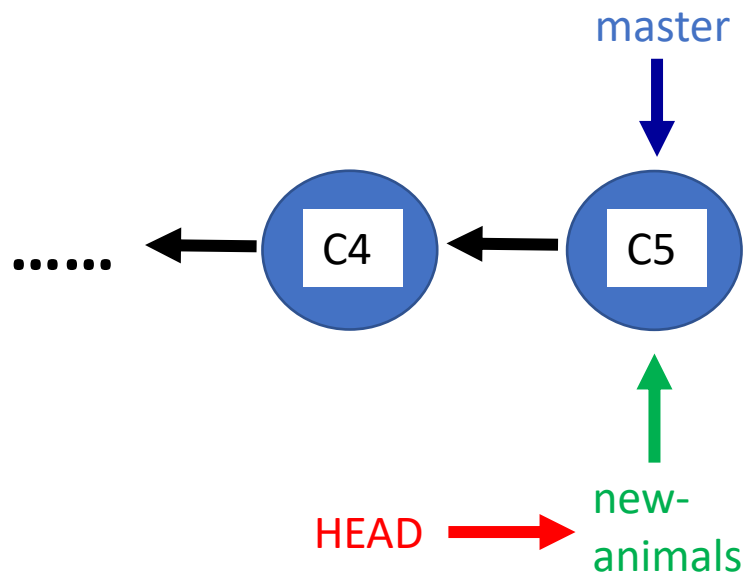 master
......
C4
C5
HEAD
new-
animals